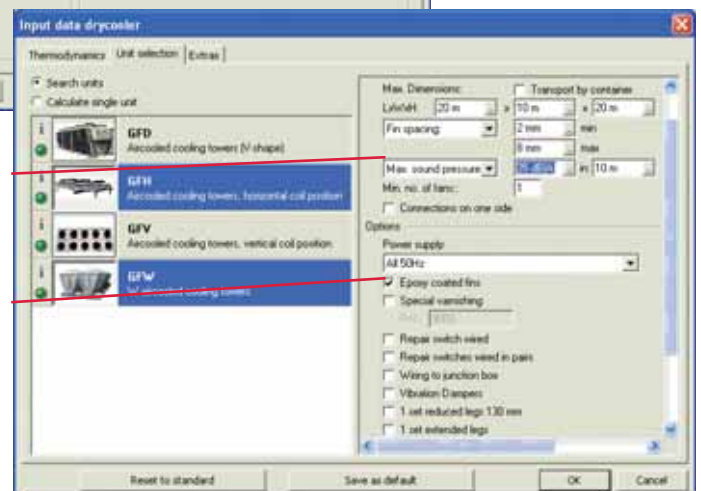 Input data drycooler
Thermodynamics Unit selection Extras
Search units
Calculate single unit
i GFD
Aircooled cooling towers (V shape)
i GFH
Aircooled cooling towers, horizontal coil position
i GFV
Aircooled cooling towers, vertical coil position
i GFW
aircooled cooling towers
Max. Dimensions: Transport by container
LxWxH: 20 m x 10 m x 20 m
Fin spacing: 2 mm min
8 mm max
Max. sound pressure in 10 m
Min. no. of fans: 1
Connections on one side
Options
Power supply
All 50Hz
Epoxy coated fins
Special varnishing
Repair switch wired
Repair switches wired in pairs
Wiring to junction box
Vibration Dampers
1 set reduced legs 130 mm
1 set extended legs
Reset to standard Save as default OK Cancel